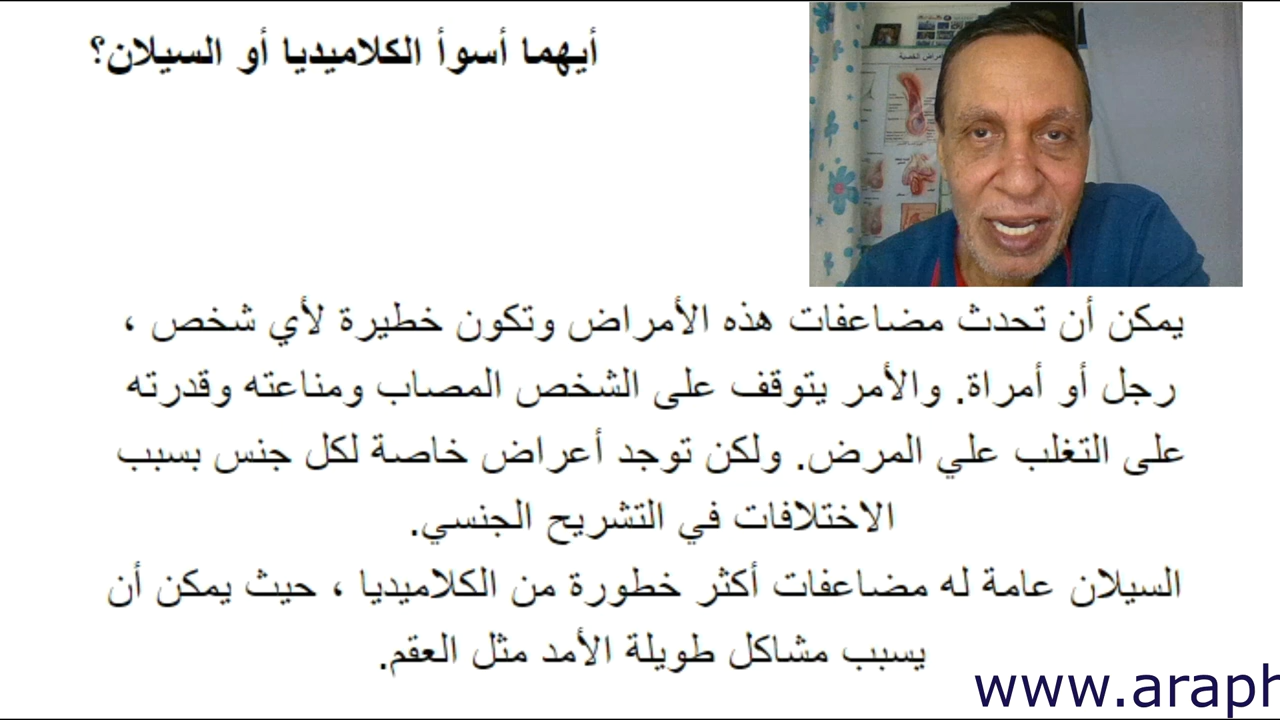 أيهما أسوأ الكلاميديا أو السيلان؟
يمكن أن تحدث مضاعفات هذه الأمراض وتكون خطيرة لأي شخص ،
رجل أو أمراة. والأمر يتوقف على الشخص المصاب ومناعته وقدرته
على التغلب علي المرض. ولكن توجد أعراض خاصة لكل جنس بسبب
الاختلافات في التشريح الجنسي.
السيلان عامة له مضاعفات أكثر خطورة من الكلاميديا ، حيث يمكن أن
يسبب مشاكل طويلة الأمد مثل العقم.
www.araph